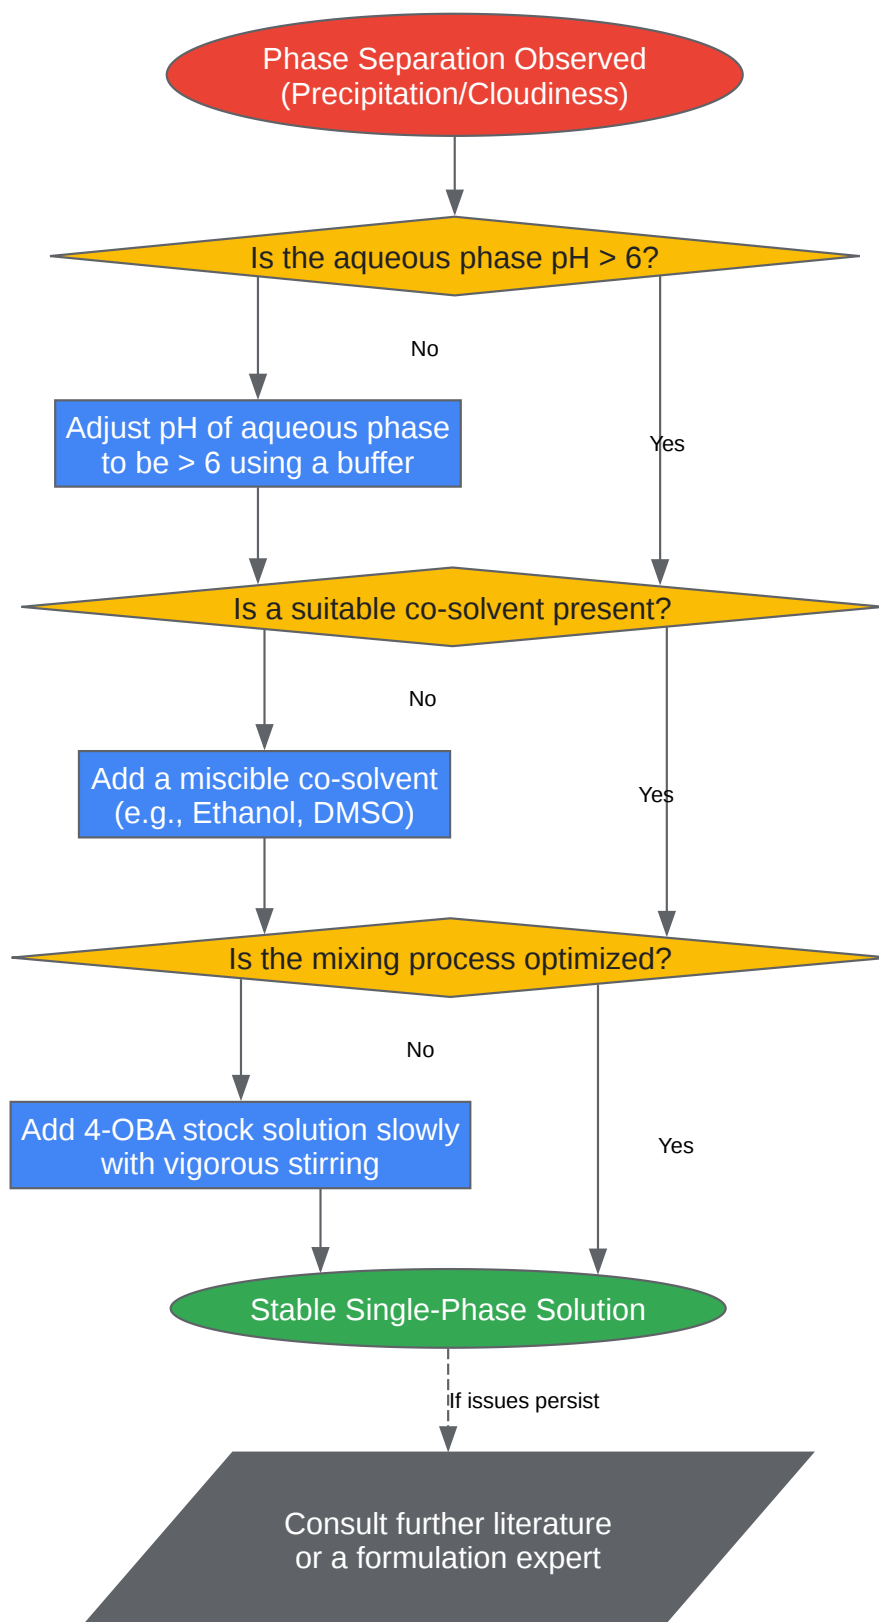 Phase Separation Observed
(Precipitation/Cloudiness)
Is the aqueous phase pH > 6?
No
Adjust pH of aqueous phase
to be > 6 using a buffer
Yes
Is a suitable co-solvent present?
No
Add a miscible co-solvent
(e.g., Ethanol, DMSO)
Yes
Is the mixing process optimized?
No
Add 4-OBA stock solution slowly
with vigorous stirring
Yes
Stable Single-Phase Solution
If issues persist
Consult further literature
or a formulation expert